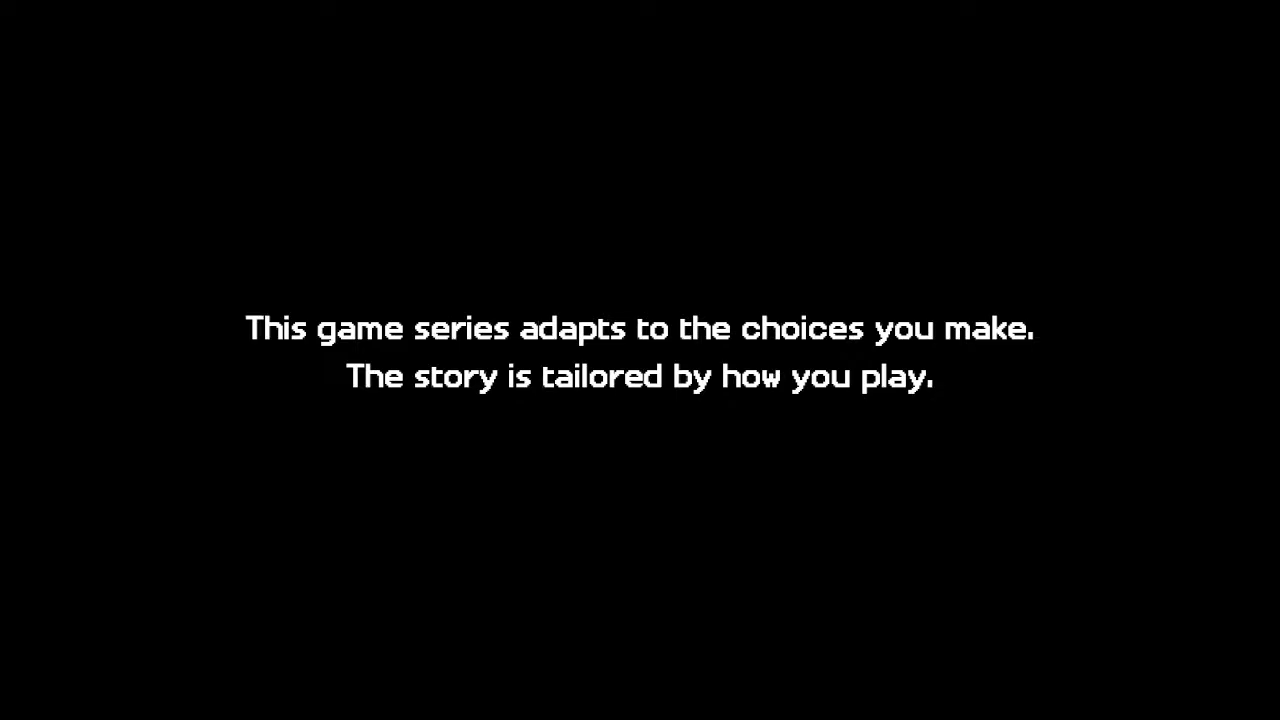 This game series adapts to the choices you make.
The story is tailored by how you play.